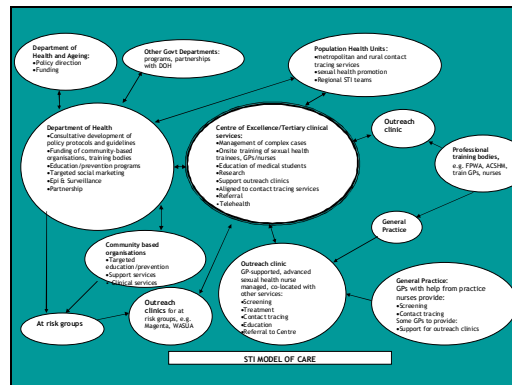 Department of
Health and Ageing:
•Policy direction
•Funding
Other Govt Departments:
programs, partnerships
with DOH
Population Health Units:
•metropolitan and rural contact
tracing services
•sexual health promotion
•Regional STI teams
Department of Health
•Consultative development of
policy protocols and guidelines
•Funding of community-based
organisations, training bodies
•Education/prevention programs
•Targeted social marketing
•Epi & Surveillance
•Partnership
Centre of Excellence/Tertiary clinical
services:
•Management of complex cases
•Onsite training of sexual health
trainees, GPs/nurses
•Education of medical students
•Research
•Support outreach clinics
•Aligned to contact tracing services
•Referral
•Telehealth
Outreach
clinic
Professional
training bodies,
e.g. FPWA, ACSHM,
train GPs, nurses
General
Practice
Community based
organisations
•Targeted
education/prevention
•Support services
•Clinical services
Outreach
clinics for at
risk groups, e.g.
Magenta, WASUA
At risk groups
Outreach clinic
GP-supported, advanced
sexual health nurse
managed, co-located with
other services:
•Screening
•Treatment
•Contact tracing
•Education
•Referral to Centre
General Practice:
GPs with help from practice
nurses provide:
•Screening
•Contact tracing
Some GPs to provide:
•Support for outreach clinics
STI MODEL OF CARE